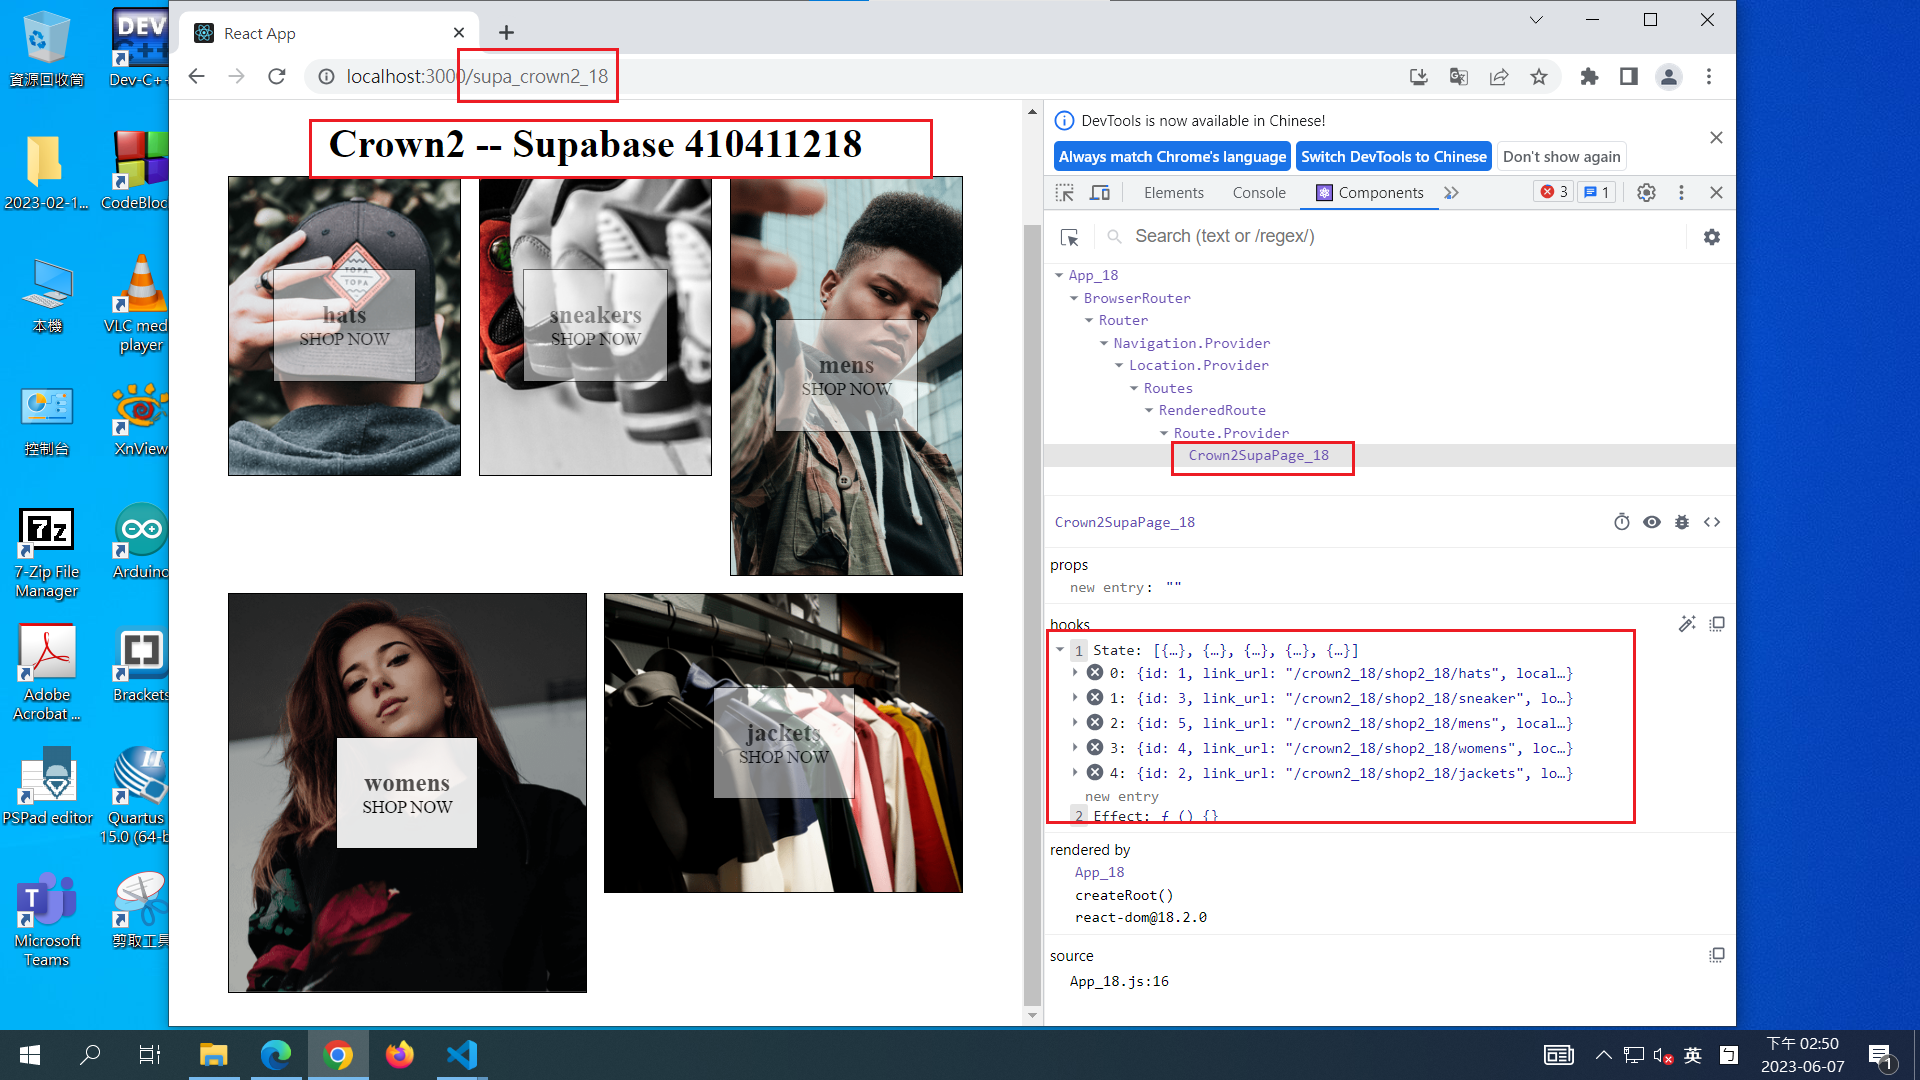 資源回收筒
DEV
C++
Dev-C++
2023-02-1...
CodeBloc
本機
VLC med
player
控制台
XnView
7z
7-Zip File
Manager
Arduino
Adobe
Acrobat ...
Brackets
PSPad editor
Quartus
15.0 (64-b
Microsoft
Teams
剪取工具
React App
localhost:3000/supa_crown2_18
Crown2 -- Supabase 410411218
TOPA
TOPA
hats
SHOP NOW
sneakers
SHOP NOW
mens
SHOP NOW
womens
SHOP NOW
jackets
SHOP NOW
DevTools is now available in Chinese!
Always match Chrome's language
Switch DevTools to Chinese
Don't show again
Elements
Console
Components
3
1
Search (text or /regex/)
App_18
BrowserRouter
Router
Navigation.Provider
Location.Provider
Routes
RenderedRoute
Route.Provider
Crown2SupaPage_18
Crown2SupaPage_18
props
new entry: ""
hooks
1 State: [{…}, {…}, {…}, {…}, {…}]
0: {id: 1, link_url: "/crown2_18/shop2_18/hats", local…}
1: {id: 3, link_url: "/crown2_18/shop2_18/sneaker", lo…}
2: {id: 5, link_url: "/crown2_18/shop2_18/mens", local…}
3: {id: 4, link_url: "/crown2_18/shop2_18/womens", loc…}
4: {id: 2, link_url: "/crown2_18/shop2_18/jackets", lo…}
new entry
2 Effect: ƒ () {}
rendered by
App_18
createRoot()
react-dom@18.2.0
source
App_18.js:16
英
ㄅ
下午 02:50
2023-06-07
1